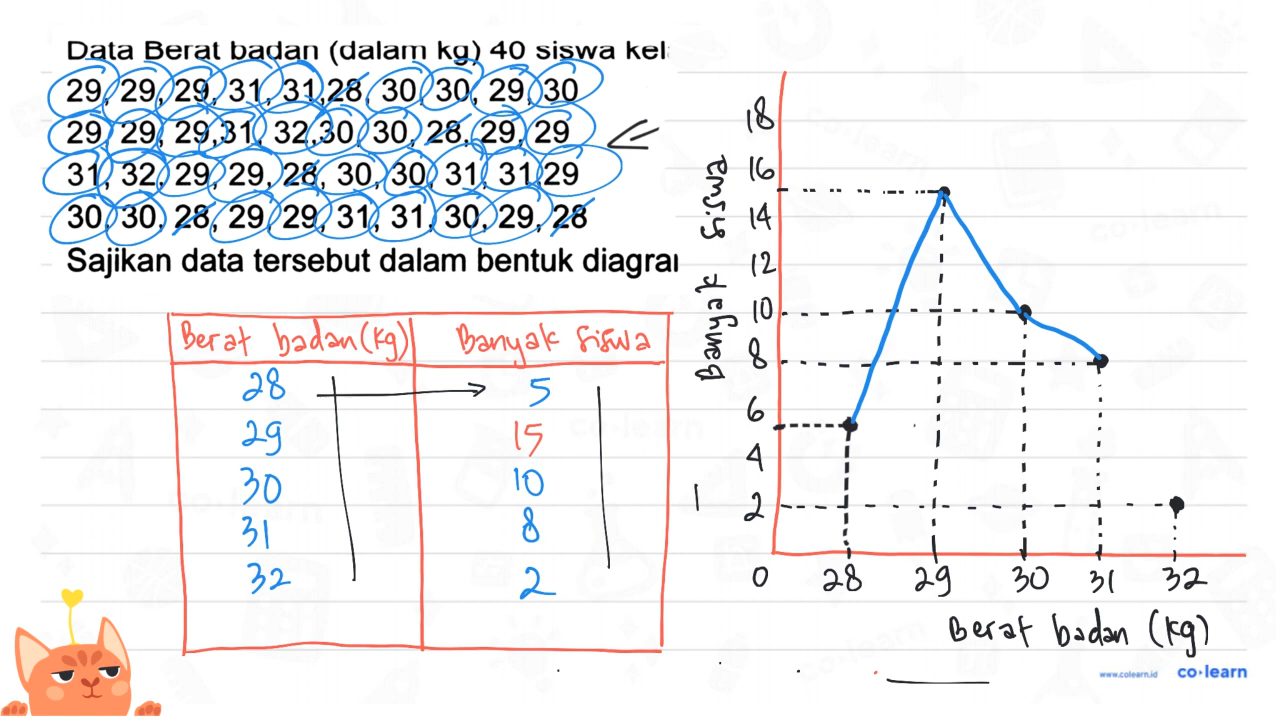 Data Berat badan (dalam kg) 40 siswa kel
29, 29, 29, 31, 31,28, 30, 30, 29, 30
29, 29, 29,31, 32,30, 30, 28, 29, 29
31, 32, 29, 29, 28, 30, 30, 31, 31,29
30, 30, 28, 29, 29, 31, 31, 30, 29, 28
Sajikan data tersebut dalam bentuk diagra
Berat badan (kg) Banyak siswa
28 5
29 15
30 10
31 8
32 2
Banyak siswa
18
16
14
12
10
8
6
4
2
0 28 29 30 31 32
Berat badan (kg)
www.colearn.id co·learn